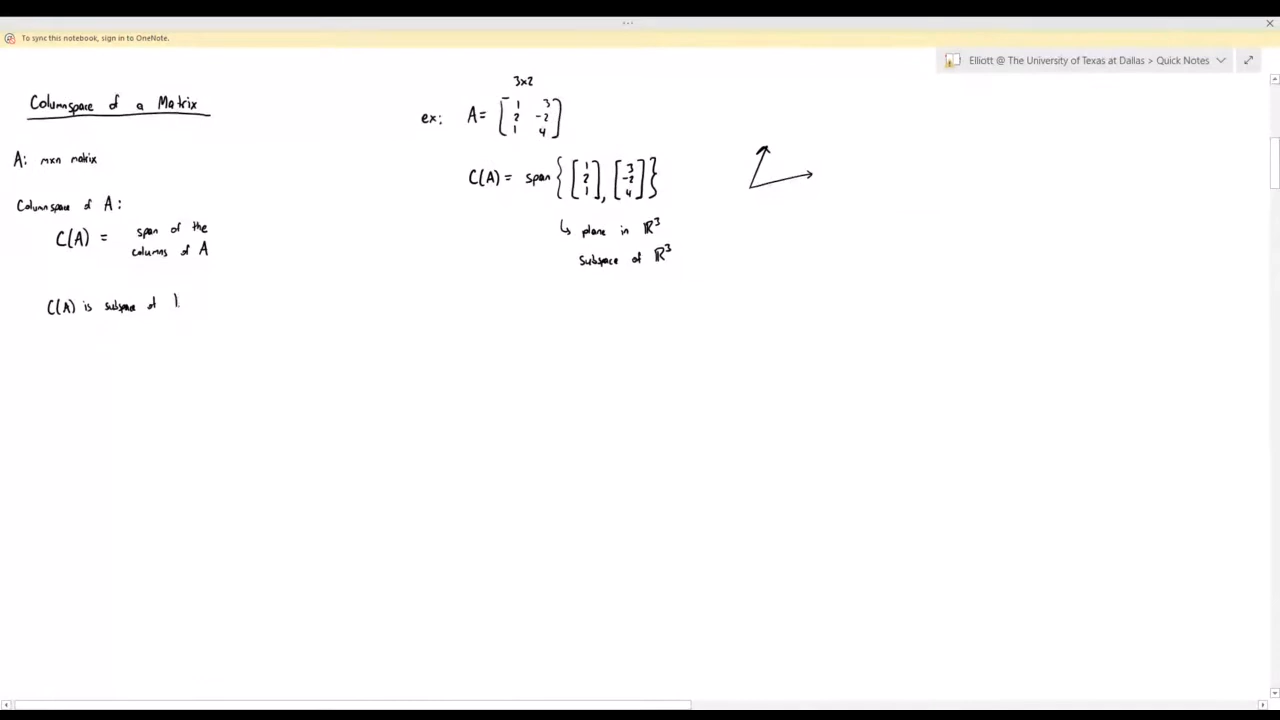 To sync this notebook, sign in to OneNote.
Elliott @ The University of Texas at Dallas > Quick Notes
Columnspace of a Matrix
A: mxn matrix
Columnspace of A:
C(A) = span of the
columns of A
C(A) is subspace of
3x2
ex: A = [1 3
2 -2
1 4]
C(A) = span { [1
2
1], [3
-2
4] }
↳ plane in ℝ³
subspace of ℝ³